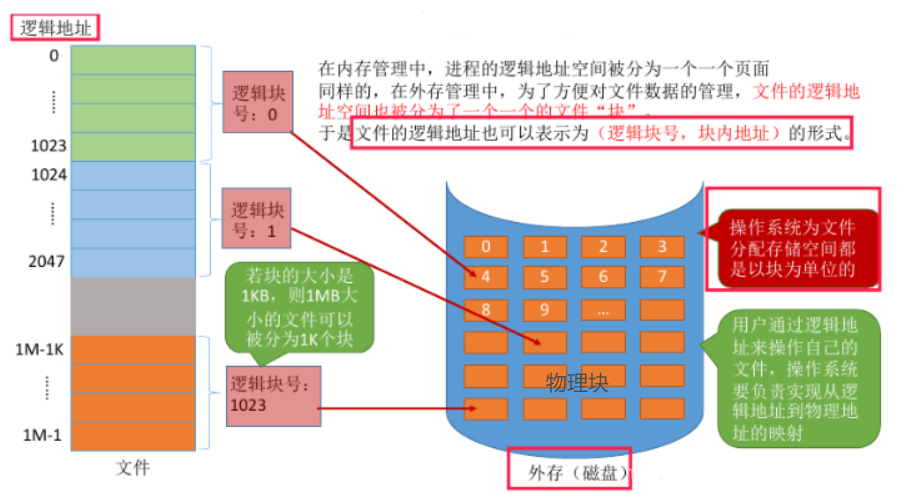 逻辑地址
0
……
1023
1024
……
2047
1M-1K
……
1M-1
文件
逻辑块
号：0
逻辑块
号：1
若块的大小是
1KB，则1MB大
小的文件可以
被分为1K个块
逻辑块号：
1023
在内存管理中，进程的逻辑地址空间被分为一个一个页面
同样的，在外存管理中，为了方便对文件数据的管理，文件的逻辑地
址空间也被分为了一个一个的文件“块”。
于是文件的逻辑地址也可以表示为（逻辑块号，块内地址）的形式。
0 1 2 3
4 5 6 7
8 9 ...
物理块
外存（磁盘）
操作系统为文件
分配存储空间都
是以块为单位的
用户通过逻辑地
址来操作自己的
文件，操作系统
要负责实现从逻
辑地址到物理地
址的映射